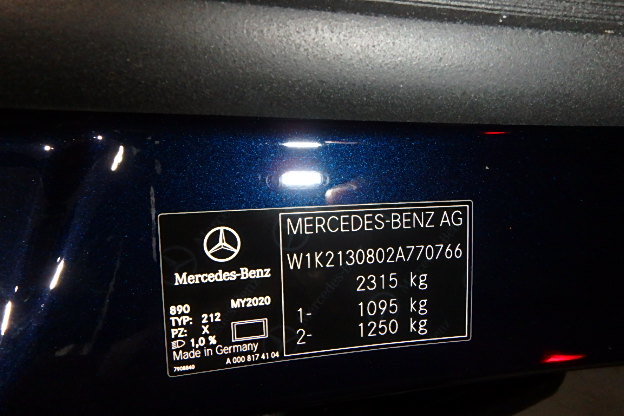 Mercedes-Benz
890 MY2020
TYP: 212
PZ: X
1,0 %
Made in Germany
7908640 A 000 817 41 04
MERCEDES-BENZ AG
W1K2130802A770766
2315 kg
1- 1095 kg
2- 1250 kg